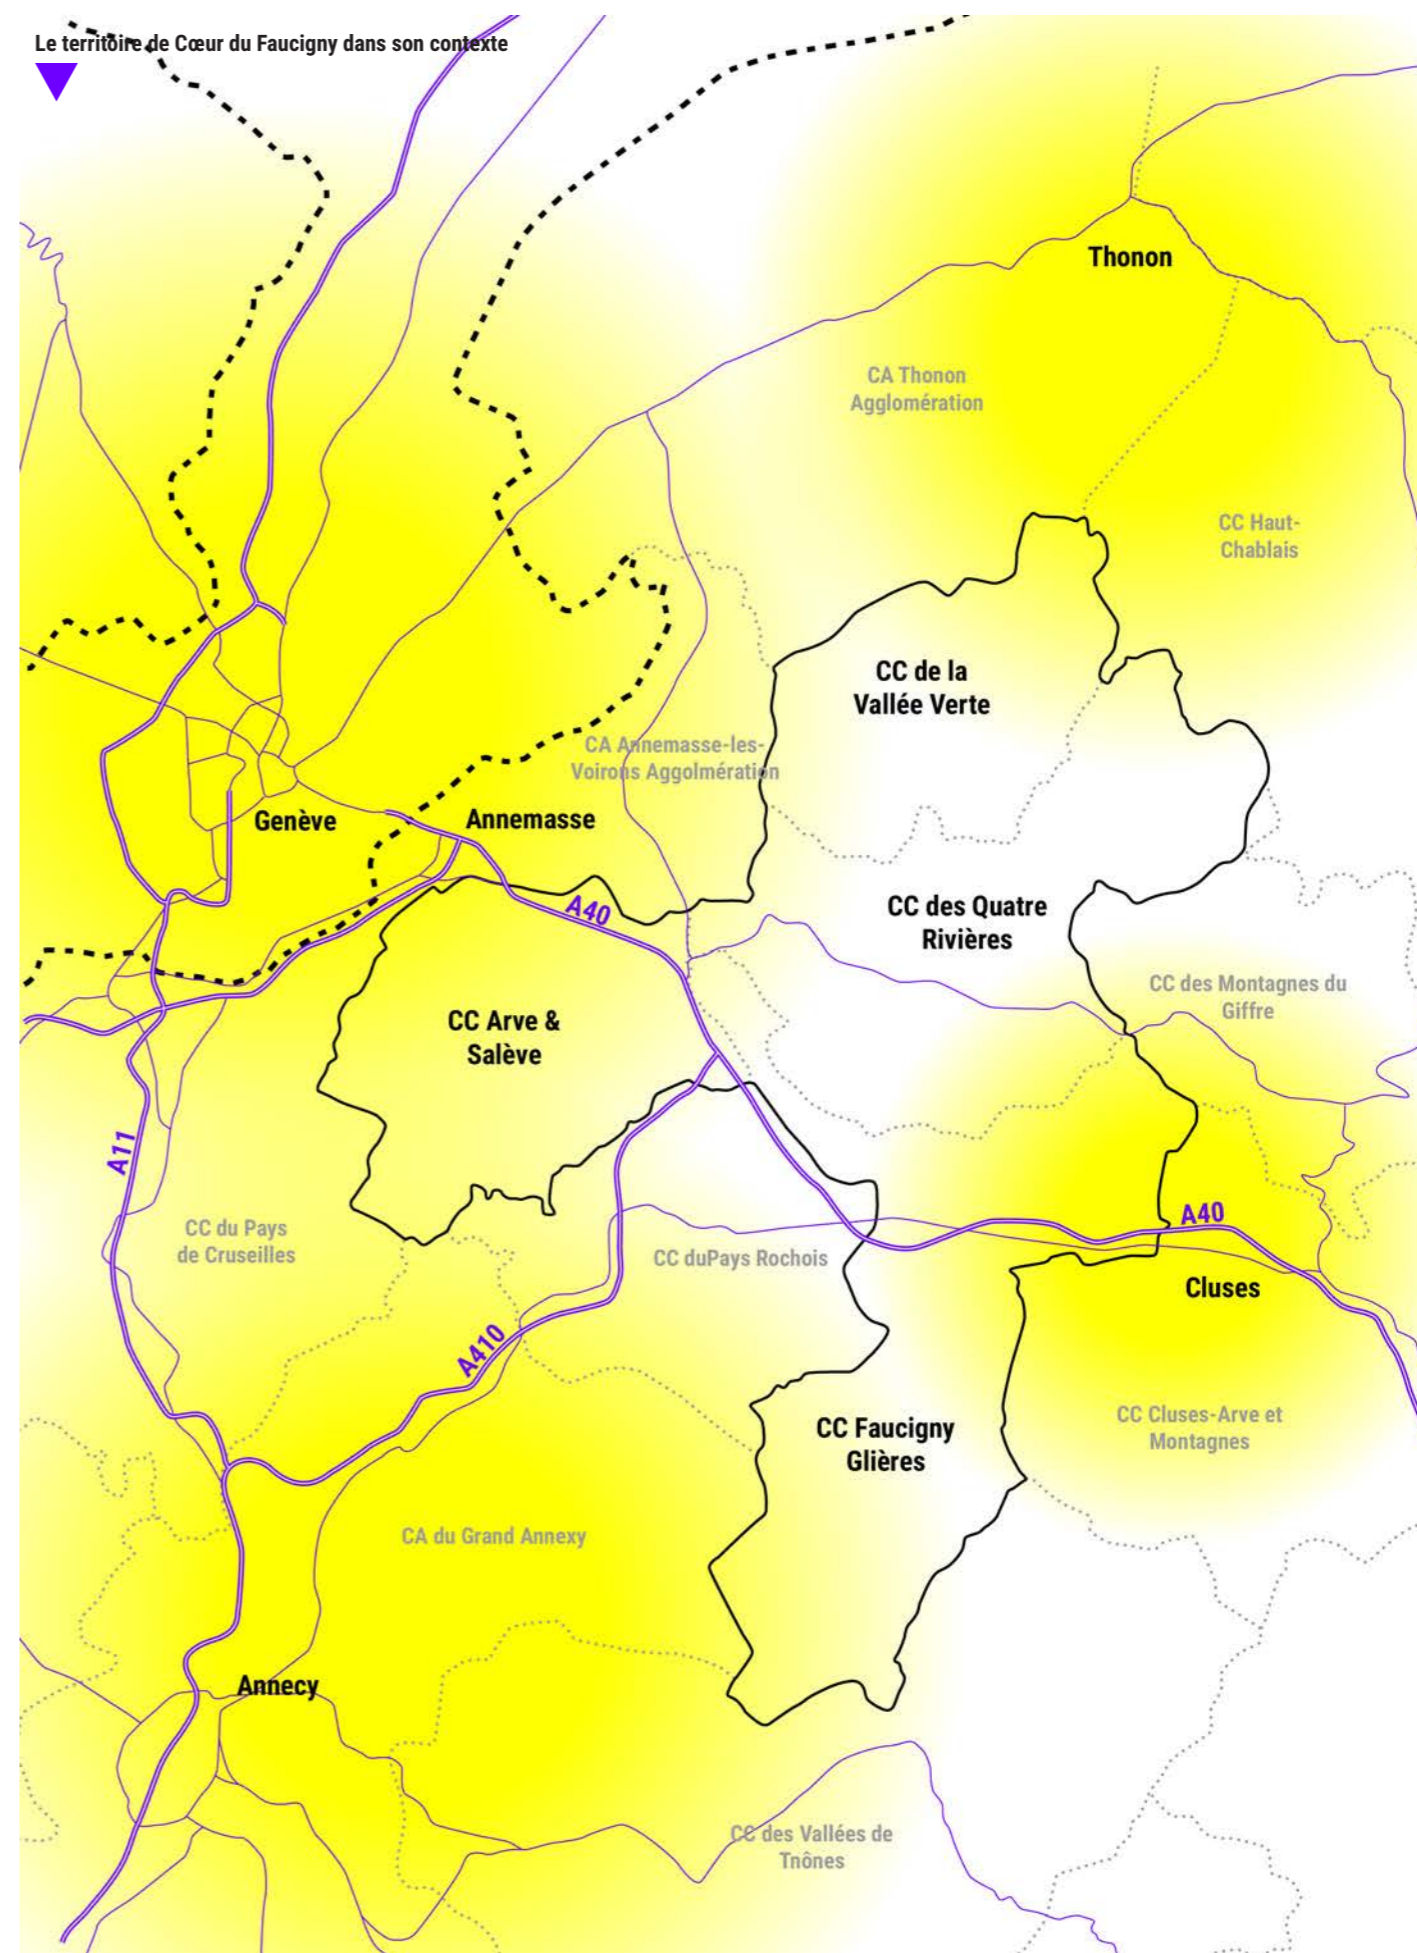 Le territoire de Cœur du Faucigny dans son contexte
Thonon
CA Thonon
Agglomération
CC Haut-
Chablais
CC de la
Vallée Verte
CA Annemasse-les-
Voirons Aggolmération
Genève
Annemasse
A40
CC des Quatre
Rivières
CC des Montagnes du
Giffre
CC Arve &
Salève
A11
A40
CC du Pays
de Cruseilles
CC duPays Rochois
Cluses
A410
CC Faucigny
Glières
CC Cluses-Arve et
Montagnes
CA du Grand Annexy
Annecy
CC des Vallées de
Tnônes